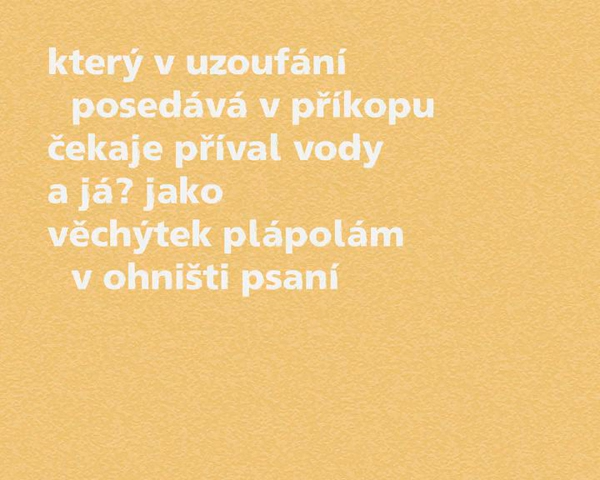 který v uzoufání
posedává v příkopu
čekaje příval vody
a já? jako
věchýtek plápolám
v ohništi psaní